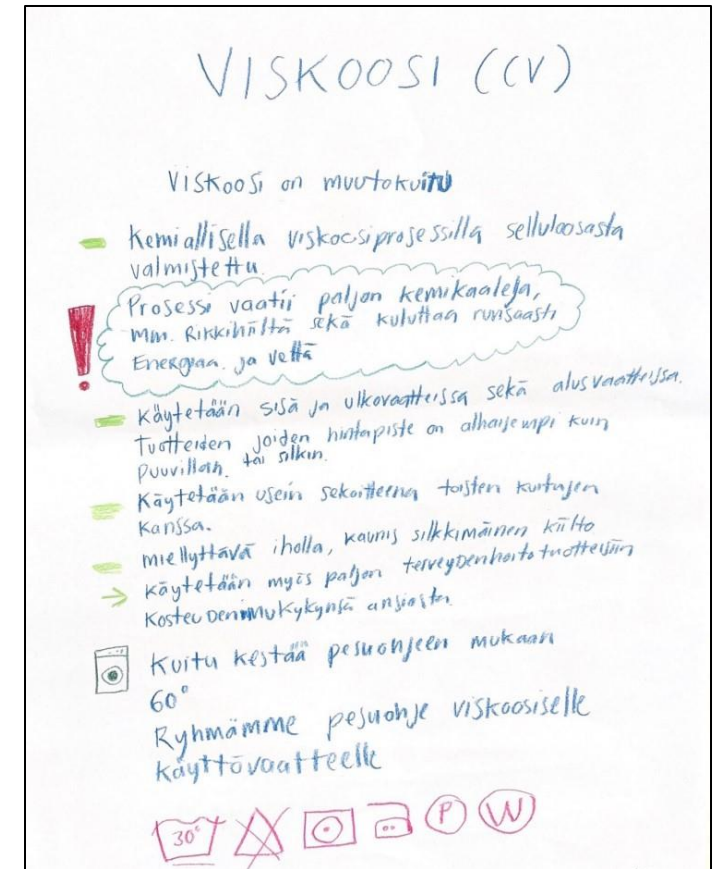 VISKOOSI (CV)
VISKOOSI on muutokuitu
Kemiallisella viskoosiprosessilla selluloosasta
valmistettu.
Prosessi vaatii paljon kemikaaleja,
mm. Rikkihiiltä sekä kuluttaa runsaasti
Energiaa. ja vettä
Käytetään sisä ja ulkovaatteissa sekä alusvaatteissa.
Tuotteiden joiden hintapiste on alhaisempi kuin
Puuvillan. tai silkin.
Käytetään usein sekoitteena toisten kuitujen
kanssa.
miellyttävä iholla, kaunis silkkimäinen kiilto
käytetään myös paljon terveydenhoitotuotteisiin
Kosteudenimukykynsä ansiosta.
Kuitu kestää pesuohjeen mukaan
60°
Ryhmämme pesuohje viskoosiselle
käyttövaatteelle
30° P W